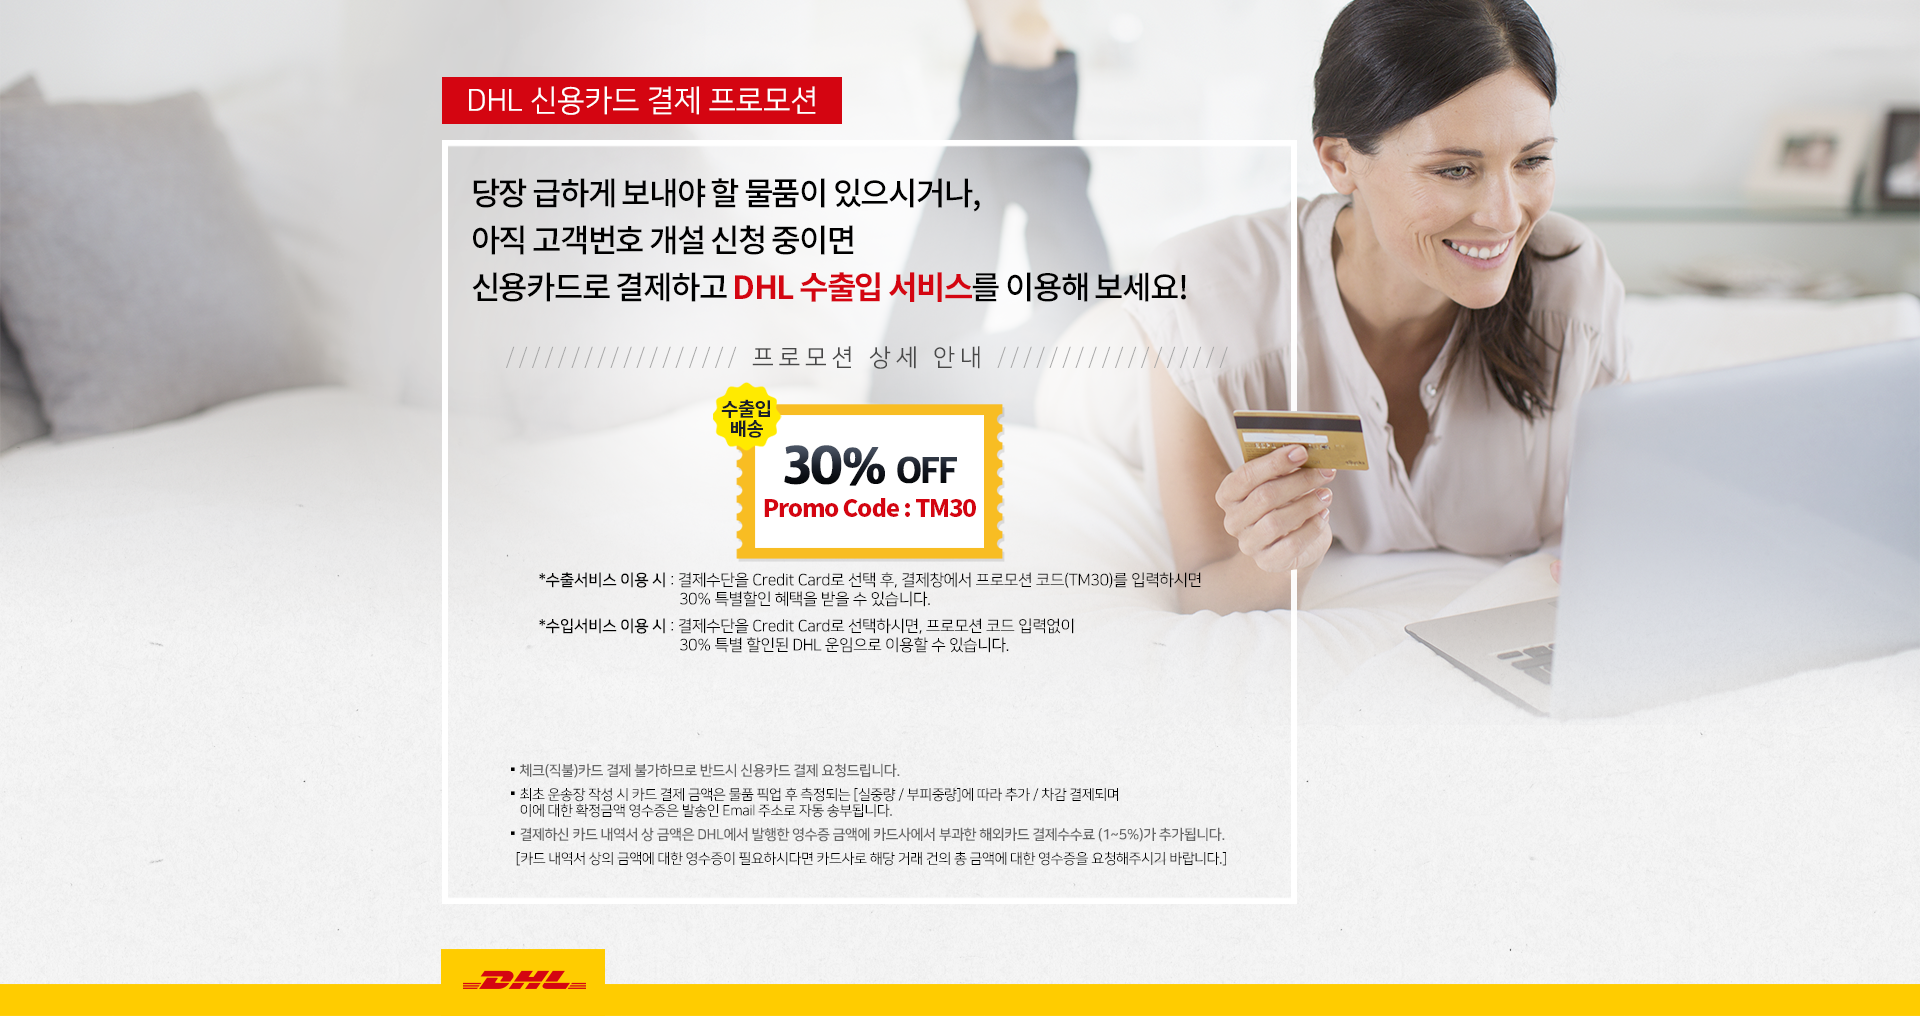 DHL 신용카드 결제 프로모션
당장 급하게 보내야 할 물품이 있으시거나,
아직 고객번호 개설 신청 중이면
신용카드로 결제하고 DHL 수출입 서비스를 이용해 보세요!
프로모션 상세 안내
수출입
배송
30% OFF
Promo Code : TM30
*수출서비스 이용 시 : 결제수단을 Credit Card로 선택 후, 결제창에서 프로모션 코드(TM30)를 입력하시면
30% 특별할인 혜택을 받을 수 있습니다.
*수입서비스 이용 시 : 결제수단을 Credit Card로 선택하시면, 프로모션 코드 입력없이
30% 특별 할인된 DHL 운임으로 이용할 수 있습니다.
▪ 체크(직불)카드 결제 불가하므로 반드시 신용카드 결제 요청드립니다.
▪ 최초 운송장 작성 시 카드 결제 금액은 물품 픽업 후 측정되는 [실중량 / 부피중량]에 따라 추가 / 차감 결제되며
이에 대한 확정금액 영수증은 발송인 Email 주소로 자동 송부됩니다.
▪ 결제하신 카드 내역서 상 금액은 DHL에서 발행한 영수증 금액에 카드사에서 부과한 해외카드 결제수수료 (1~5%)가 추가됩니다.
[카드 내역서 상의 금액에 대한 영수증이 필요하시다면 카드사로 해당 거래 건의 총 금액에 대한 영수증을 요청해주시기 바랍니다.]
DHL